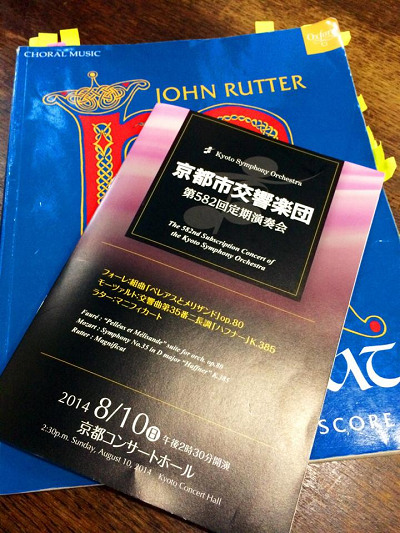 CHORAL MUSIC
Oxford
JOHN RUTTER
Kyoto Symphony Orchestra
京都市交響楽団
第582回定期演奏会
The 582nd Subscription Concert of
the Kyoto Symphony Orchestra
フォーレ:組曲「ペレアスとメリザンド」op.80
モーツァルト:交響曲第35番ニ長調「ハフナー」K.385
ラター:マニフィカート
Fauré : "Pelléas et Mélisande" suite for orch. op.80
Mozart : Symphony No.35 in D major "Haffner" K.385
Rutter : Magnificat
2014 8/10 日 午後2時30分開演
京都コンサートホール
2:30p.m. Sunday, August 10, 2014 Kyoto Concert Hall
AT
SCORE